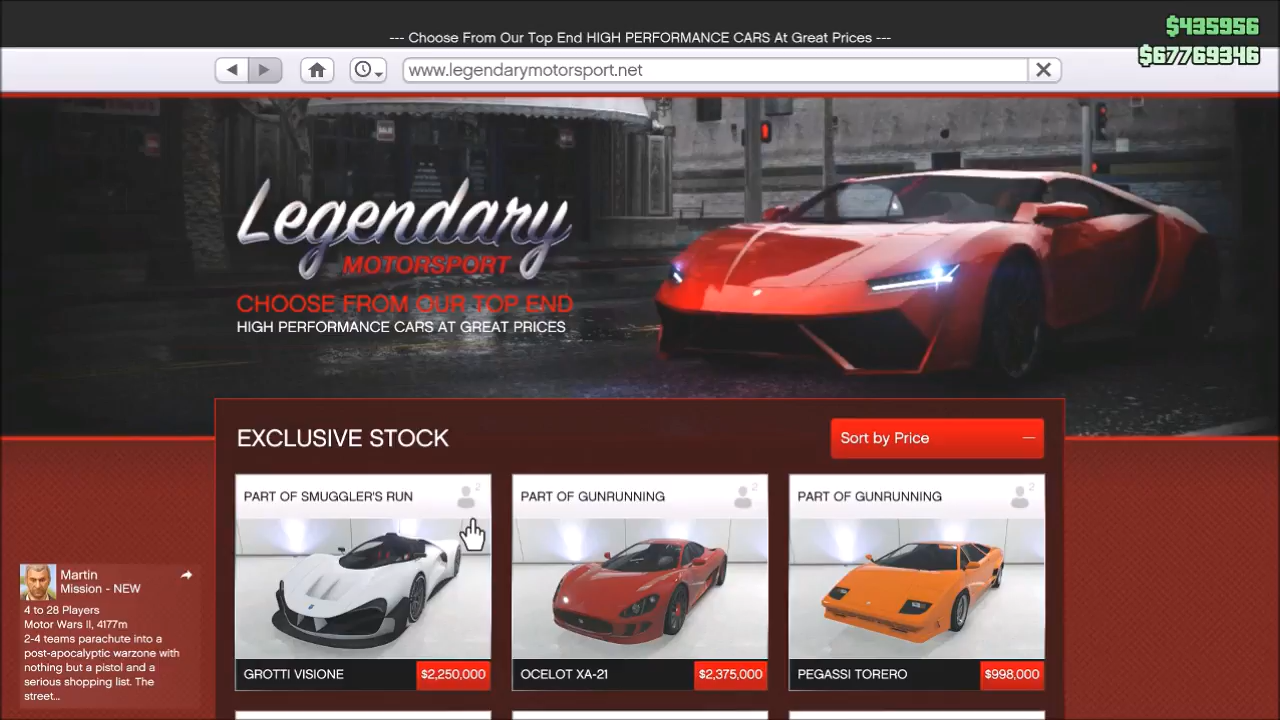 --- Choose From Our Top End HIGH PERFORMANCE CARS At Great Prices ---
$435956
$67769346
www.legendarymotorsport.net
Legendary
MOTORSPORT
CHOOSE FROM OUR TOP END
HIGH PERFORMANCE CARS AT GREAT PRICES
EXCLUSIVE STOCK
Sort by Price
PART OF SMUGGLER'S RUN
2
PART OF GUNRUNNING
2
PART OF GUNRUNNING
2
GROTTI VISIONE
$2,250,000
OCELOT XA-21
$2,375,000
PEGASSI TORERO
$998,000
Martin
Mission - NEW
4 to 28 Players
Motor Wars II, 4177m
2-4 teams parachute into a
post-apocalyptic warzone with
nothing but a pistol and a
serious shopping list. The
street...